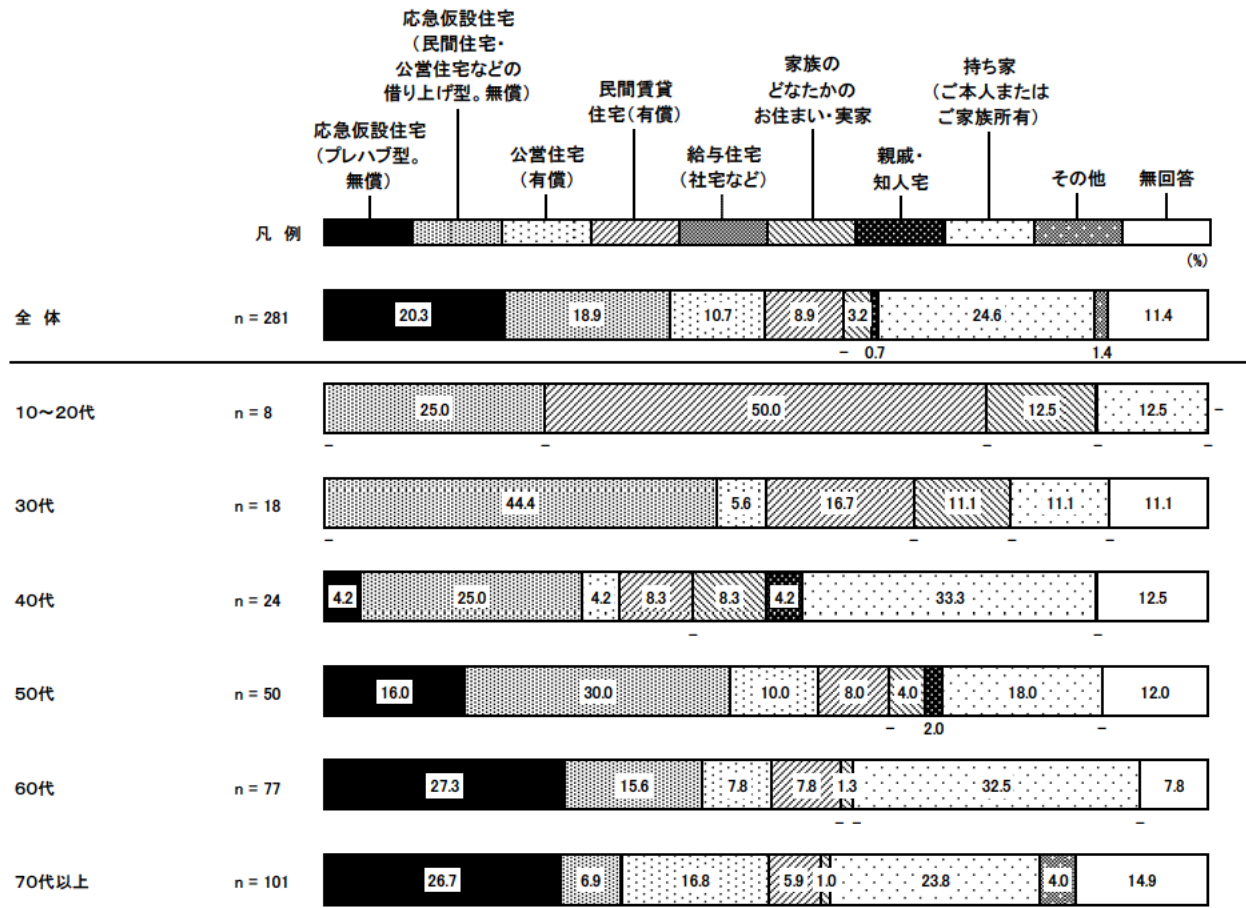 応急仮設住宅
（民間住宅・
公営住宅などの
借り上げ型。無償）
家族の
どなたかの
お住まい・実家
持ち家
（ご本人または
ご家族所有）
民間賃貸
住宅（有償）
応急仮設住宅
（プレハブ型。
無償）
公営住宅
（有償）
給与住宅
（社宅など）
親戚・
知人宅
その他
無回答
凡 例
(%)
全 体 n = 281 20.3 18.9 10.7 8.9 3.2 24.6 11.4
- 0.7 1.4
10～20代 n = 8 25.0 50.0 12.5 12.5 -
- - - - -
30代 n = 18 44.4 5.6 16.7 11.1 11.1 11.1
- - - -
40代 n = 24 4.2 25.0 4.2 8.3 8.3 4.2 33.3 12.5
- -
50代 n = 50 16.0 30.0 10.0 8.0 4.0 18.0 12.0
- 2.0 -
60代 n = 77 27.3 15.6 7.8 7.8 1.3 32.5 7.8
- - -
70代以上 n = 101 26.7 6.9 16.8 5.9 1.0 23.8 4.0 14.9